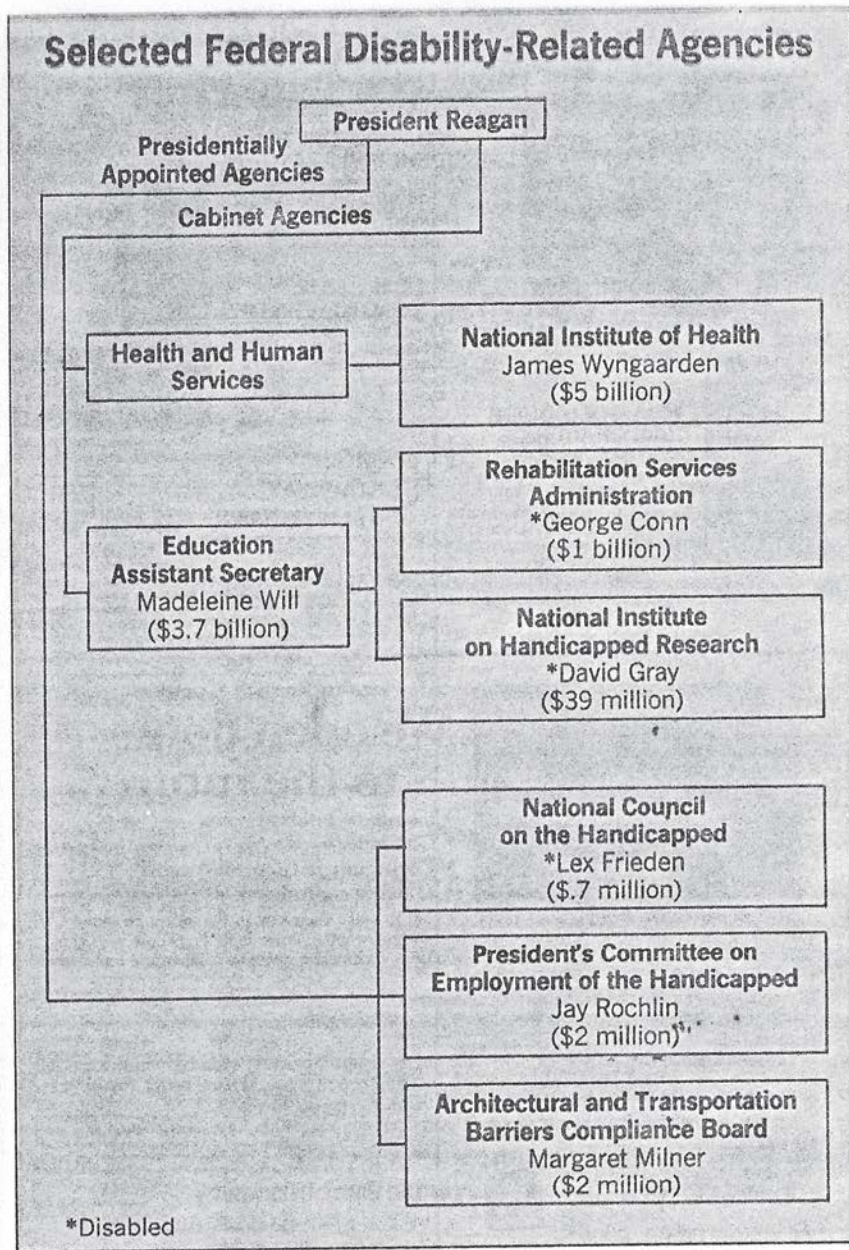 Selected Federal Disability-Related Agencies
President Reagan
Presidentially
Appointed Agencies
Cabinet Agencies
Health and Human
Services
National Institute of Health
James Wyngaarden
($5 billion)
Rehabilitation Services
Administration
*George Conn
($1 billion)
Education
Assistant Secretary
Madeleine Will
($3.7 billion)
National Institute
on Handicapped Research
*David Gray
($39 million)
National Council
on the Handicapped
*Lex Frieden
($.7 million)
President's Committee on
Employment of the Handicapped
Jay Rochlin
($2 million)
Architectural and Transportation
Barriers Compliance Board
Margaret Milner
($2 million)
*Disabled